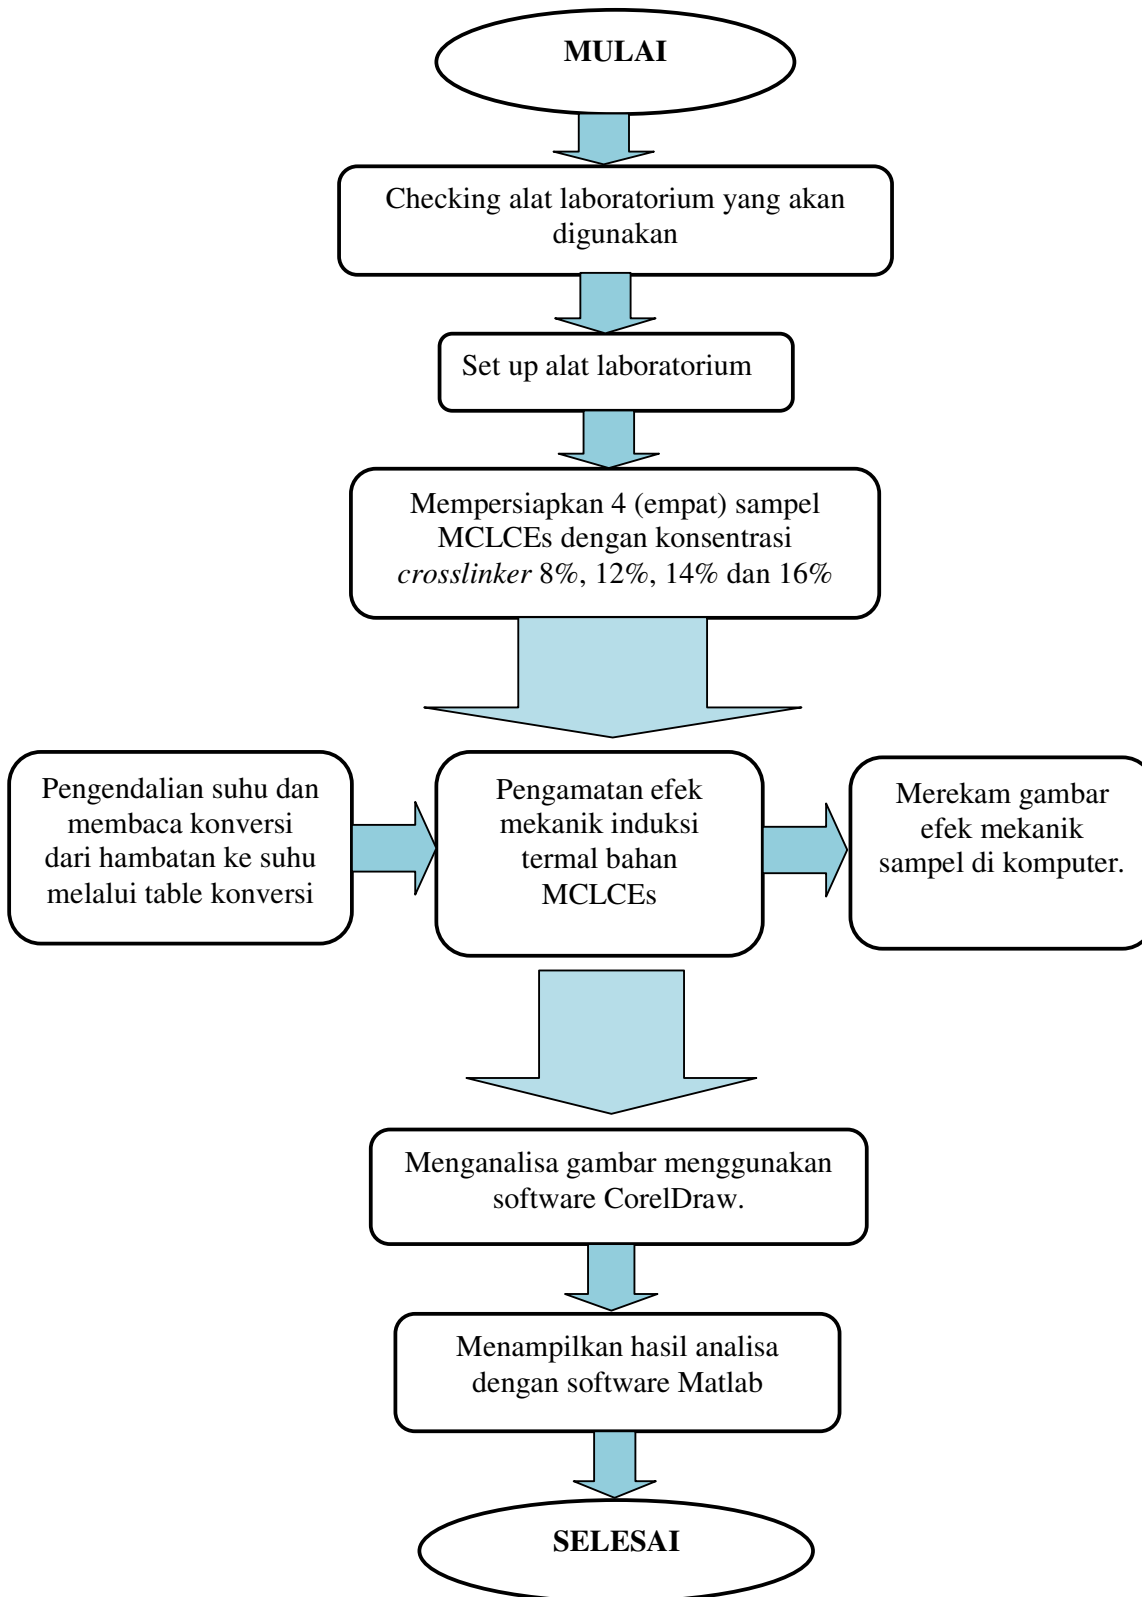 MULAI
Checking alat laboratorium yang akan
digunakan
Set up alat laboratorium
Mempersiapkan 4 (empat) sampel
MCLCEs dengan konsentrasi
crosslinker 8%, 12%, 14% dan 16%
Pengendalian suhu dan
membaca konversi
dari hambatan ke suhu
melalui table konversi
Pengamatan efek
mekanik induksi
termal bahan
MCLCEs
Merekam gambar
efek mekanik
sampel di komputer.
Menganalisa gambar menggunakan
software CorelDraw.
Menampilkan hasil analisa
dengan software Matlab
SELESAI